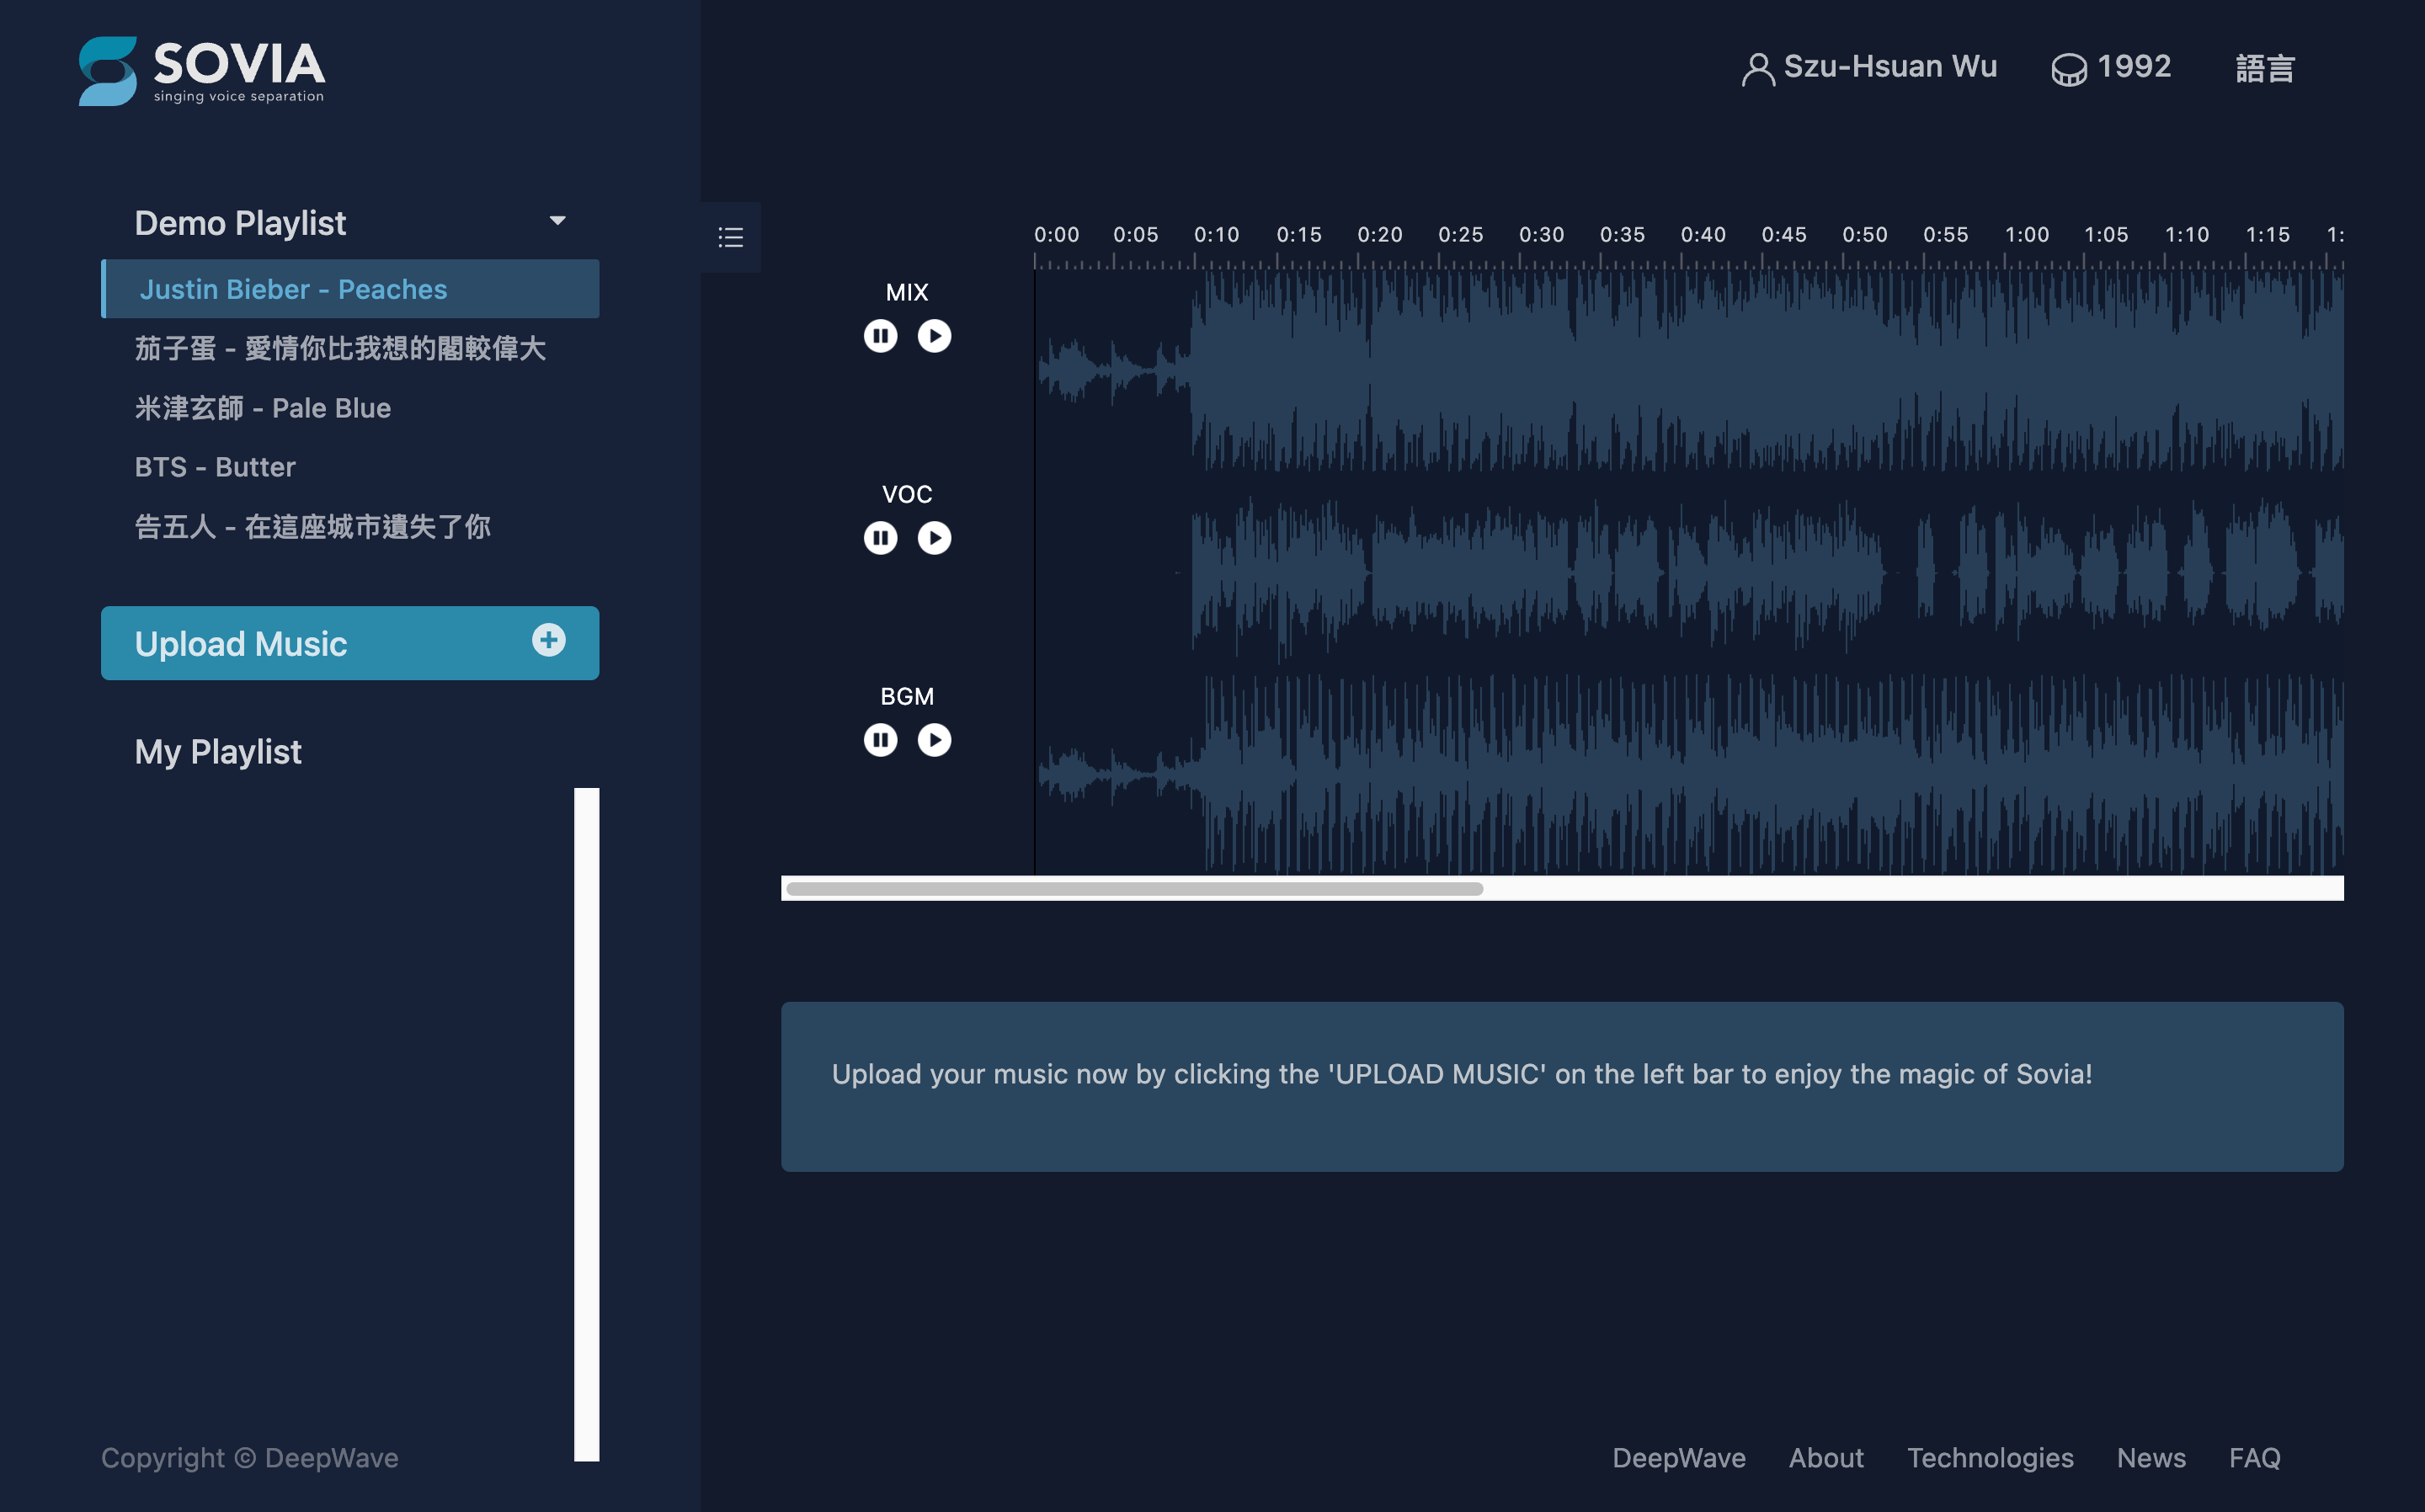 SOVIA
singing voice separation
Szu-Hsuan Wu
1992
語言
Demo Playlist
Justin Bieber - Peaches
茄子蛋 - 愛情你比我想的閣較偉大
米津玄師 - Pale Blue
BTS - Butter
告五人 - 在這座城市遺失了你
Upload Music
My Playlist
Copyright © DeepWave
0:00 0:05 0:10 0:15 0:20 0:25 0:30 0:35 0:40 0:45 0:50 0:55 1:00 1:05 1:10 1:15 1:
MIX
VOC
BGM
Upload your music now by clicking the 'UPLOAD MUSIC' on the left bar to enjoy the magic of Sovia!
DeepWave About Technologies News FAQ